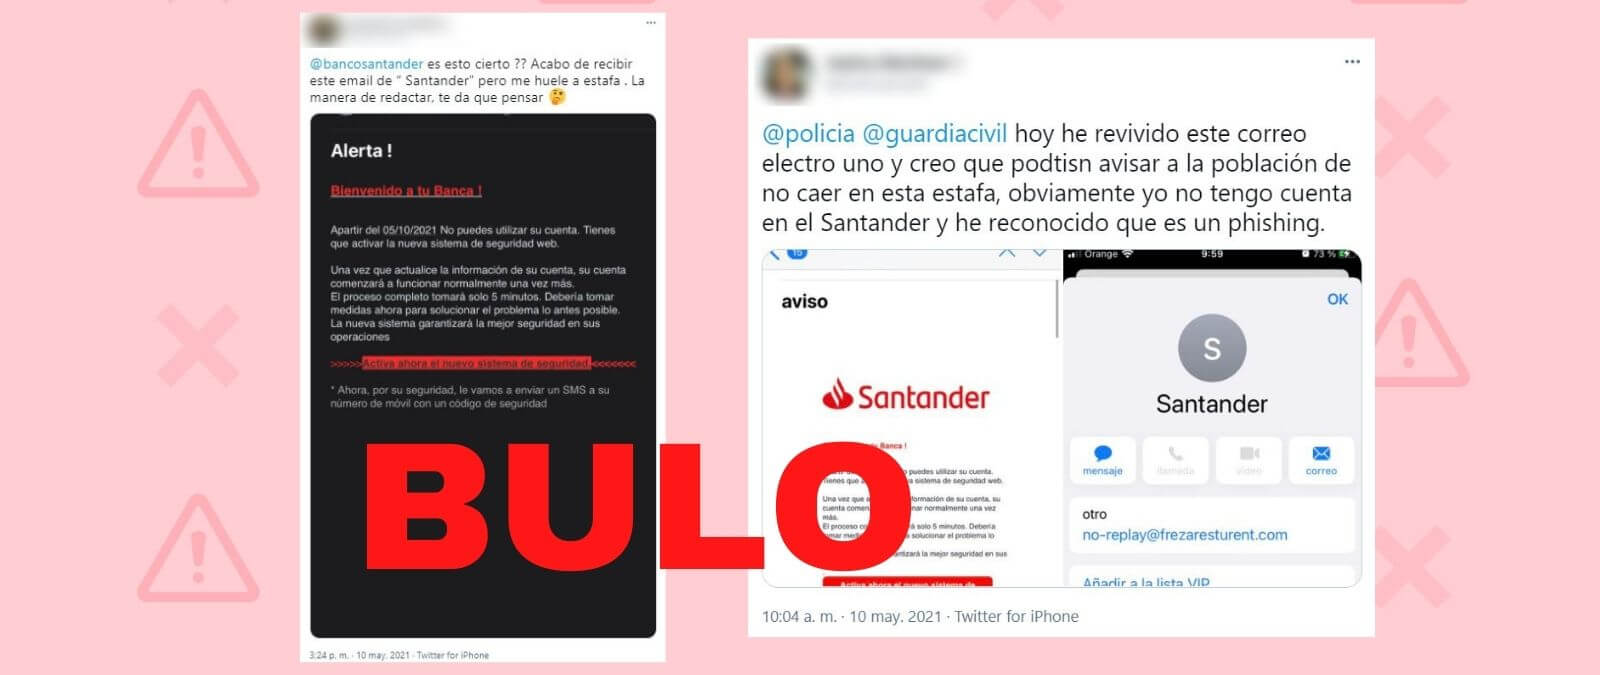 @bancosantander es esto cierto ?? Acabo de recibir
este email de " Santander" pero me huele a estafa . La
manera de redactar, te da que pensar 🤔
Alerta !
Bienvenido a tu Banca !
Apartir del 05/10/2021 No puedes utilizar su cuenta. Tienes
que activar la nueva sistema de seguridad web.
Una vez que actualice la información de su cuenta, su cuenta
comenzará a funcionar normalmente una vez más.
El proceso completo tomará solo 5 minutos. Debería tomar
medidas ahora para solucionar el problema lo antes posible.
La nueva sistema garantizará la mejor seguridad en sus
operaciones
>>>>>Activa ahora el nuevo sistema de seguridad <<<<<<<
* Ahora, por su seguridad, le vamos a enviar un SMS a su
número de móvil con un código de seguridad
3:24 p. m. · 10 may. 2021 · Twitter for iPhone
BULO
@policia @guardiacivil hoy he revivido este correo
electro uno y creo que podtisn avisar a la población de
no caer en esta estafa, obviamente yo no tengo cuenta
en el Santander y he reconocido que es un phishing.
15
aviso
Santander
Banca !
puedes utilizar su cuenta.
sistema de seguridad web.
Una vez que formación de su cuenta, su
cuenta normalmente una vez
más.
El proceso solo 5 minutos. Debería
solucionar el problema lo
la mejor seguridad en sus
Activa ahora el nuevo sistema de
Orange 9:59 73 %
OK
S
Santander
mensaje llamada vídeo correo
otro
no-replay@frezaresturent.com
Añadir a la lista VIP
10:04 a. m. · 10 may. 2021 · Twitter for iPhone